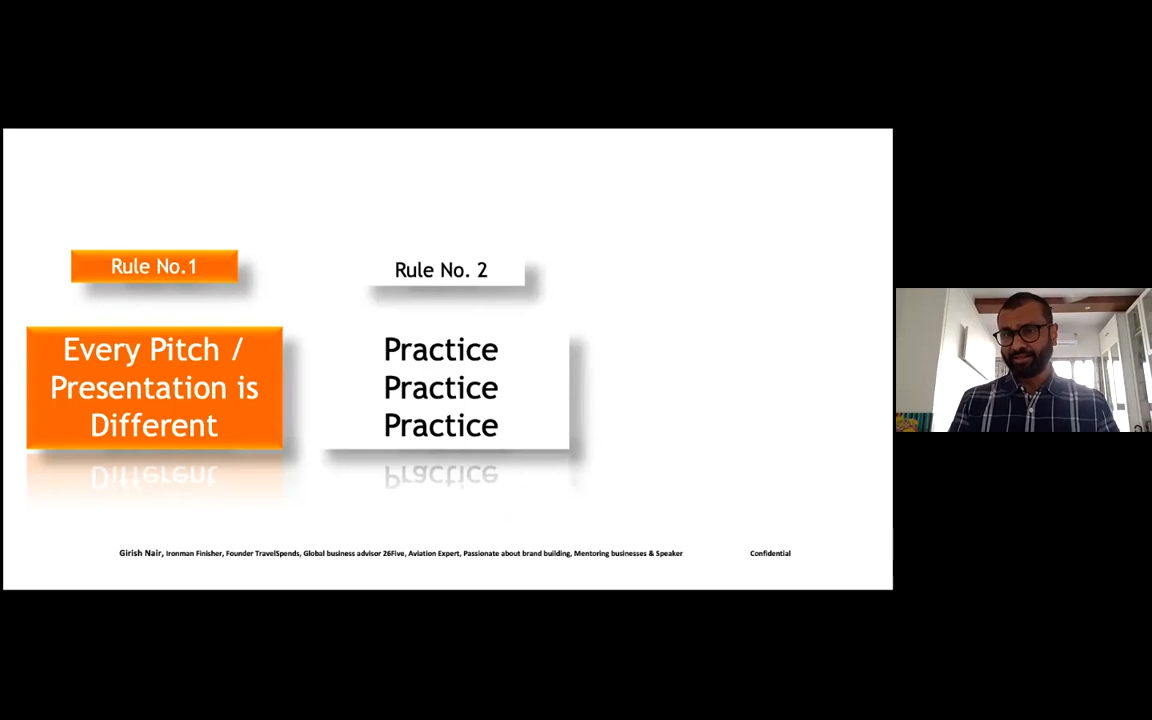 Rule No.1
Every Pitch /
Presentation is
Different
Rule No. 2
Practice
Practice
Practice
Girish Nair, Ironman Finisher, Founder TravelSpends, Global business advisor 26Five, Aviation Expert, Passionate about brand building, Mentoring businesses & Speaker
Confidential